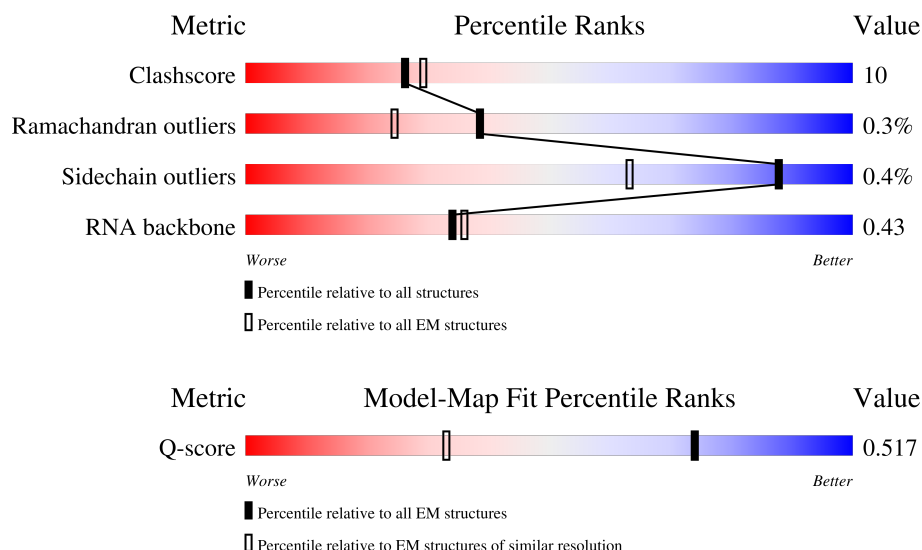 Metric Percentile Ranks Value
Clashscore 10
Ramachandran outliers 0.3%
Sidechain outliers 0.4%
RNA backbone 0.43
Worse Better
Percentile relative to all structures
Percentile relative to all EM structures
Metric Model-Map Fit Percentile Ranks Value
Q-score 0.517
Worse Better
Percentile relative to all EM structures
Percentile relative to EM structures of similar resolution